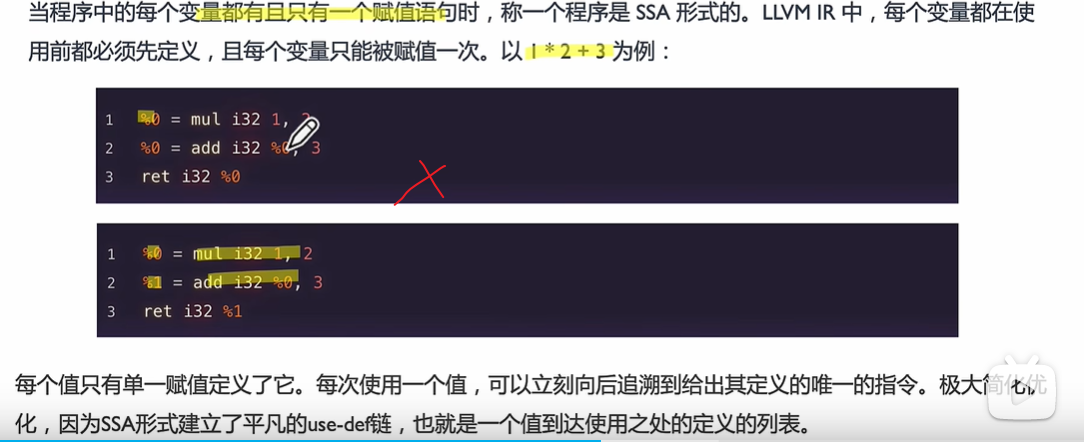 当程序中的每个变量都有且只有一个赋值语句时，称一个程序是 SSA 形式的。LLVM IR 中，每个变量都在使
用前都必须先定义，且每个变量只能被赋值一次。以 1 * 2 + 3 为例：
1 %0 = mul i32 1, 2
2 %0 = add i32 %0, 3
3 ret i32 %0
1 %0 = mul i32 1, 2
2 %1 = add i32 %0, 3
3 ret i32 %1
每个值只有单一赋值定义了它。每次使用一个值，可以立刻向后追溯到给出其定义的唯一的指令。极大简化优
化，因为SSA形式建立了平凡的use-def链，也就是一个值到达使用之处的定义的列表。